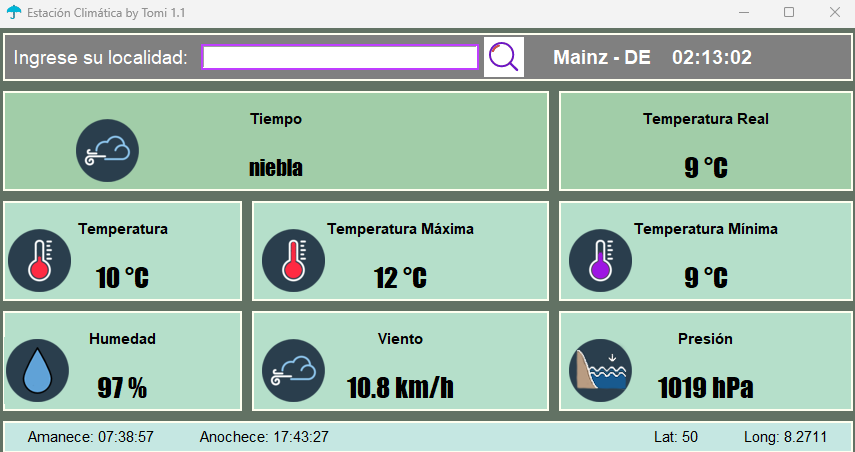 Estación Climática by Tomi 1.1
Ingrese su localidad:
Mainz - DE 02:13:02
Tiempo
niebla
Temperatura Real
9 °C
Temperatura
10 °C
Temperatura Máxima
12 °C
Temperatura Mínima
9 °C
Humedad
97 %
Viento
10.8 km/h
Presión
1019 hPa
Amanece: 07:38:57 Anochece: 17:43:27 Lat: 50 Long: 8.2711